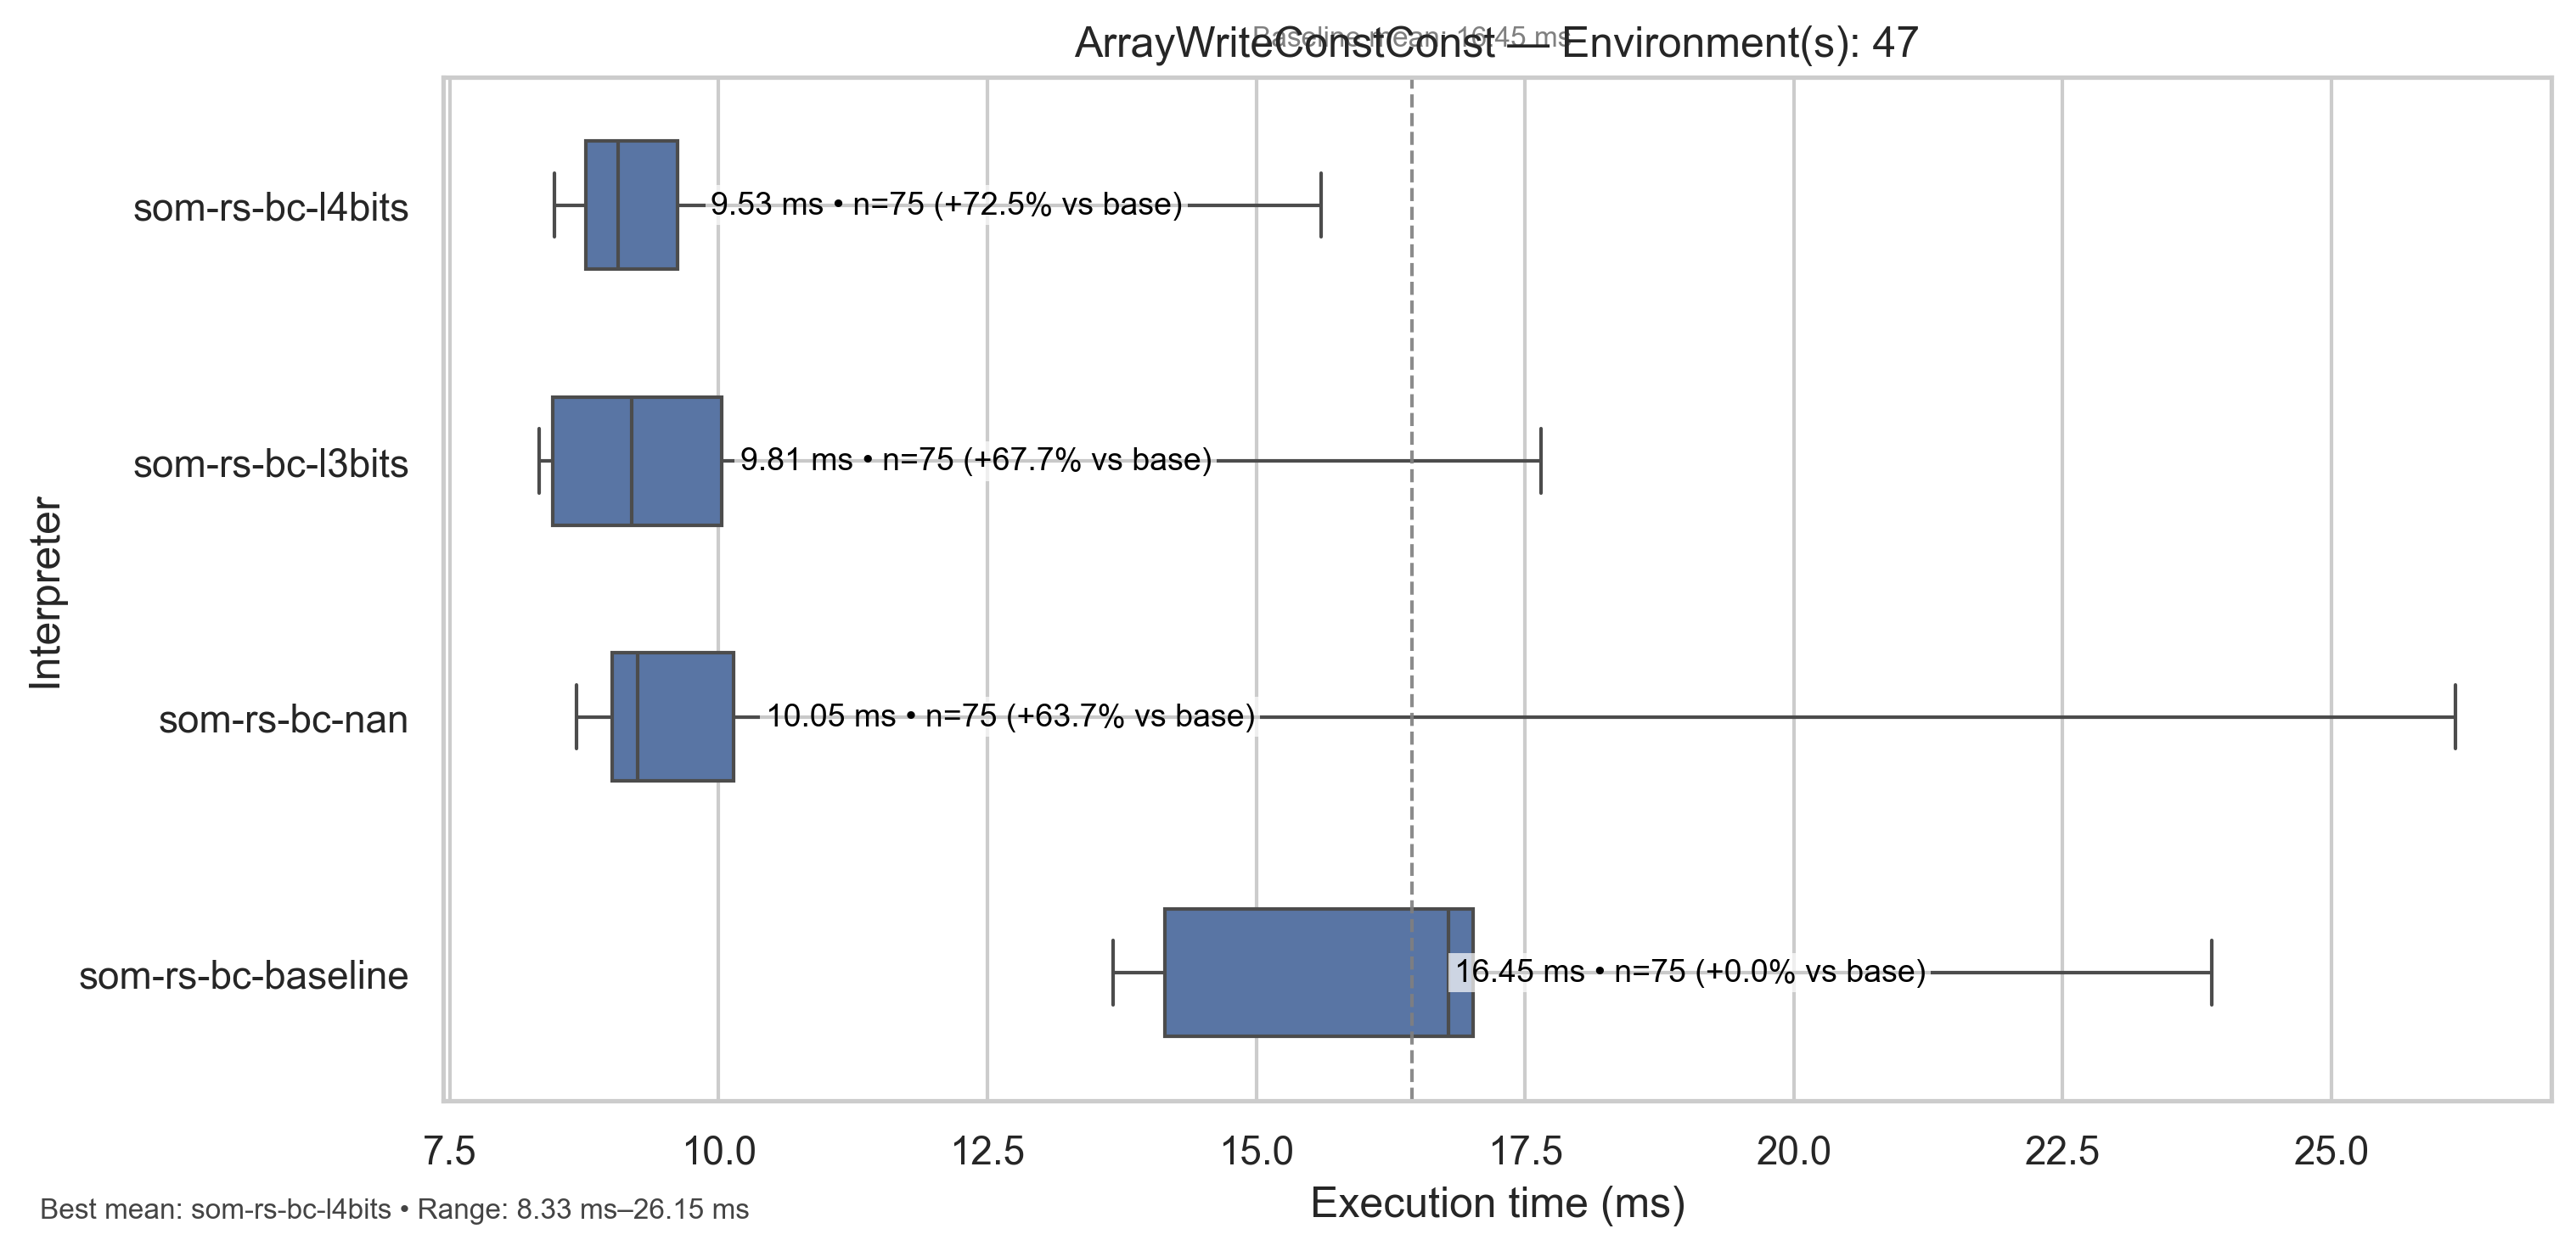 Baseline mean: 16.45 ms
ArrayWriteConstConst — Environment(s): 47
Interpreter
som-rs-bc-l4bits
9.53 ms • n=75 (+72.5% vs base)
som-rs-bc-l3bits
9.81 ms • n=75 (+67.7% vs base)
som-rs-bc-nan
10.05 ms • n=75 (+63.7% vs base)
som-rs-bc-baseline
16.45 ms • n=75 (+0.0% vs base)
7.5 10.0 12.5 15.0 17.5 20.0 22.5 25.0
Execution time (ms)
Best mean: som-rs-bc-l4bits • Range: 8.33 ms–26.15 ms